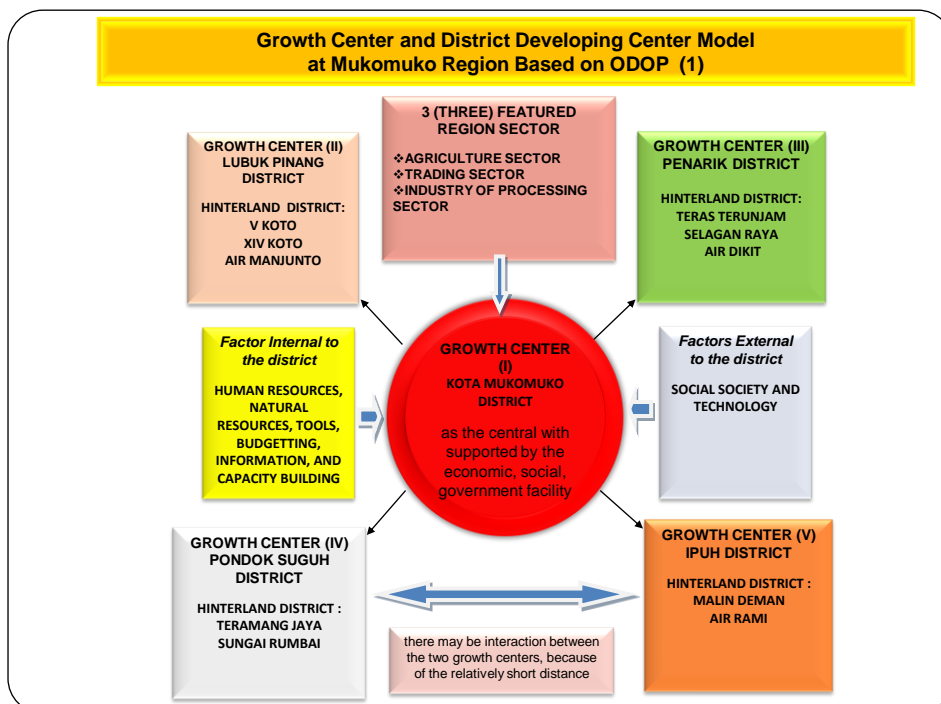 Growth Center and District Developing Center Model
at Mukomuko Region Based on ODOP (1)
3 (THREE) FEATURED
REGION SECTOR
❖AGRICULTURE SECTOR
❖TRADING SECTOR
❖INDUSTRY OF PROCESSING
SECTOR
GROWTH CENTER (II)
LUBUK PINANG
DISTRICT
HINTERLAND DISTRICT:
V KOTO
XIV KOTO
AIR MANJUNTO
GROWTH CENTER (III)
PENARIK DISTRICT
HINTERLAND DISTRICT:
TERAS TERUNJAM
SELAGAN RAYA
AIR DIKIT
Factor Internal to
the district
HUMAN RESOURCES,
NATURAL
RESOURCES, TOOLS,
BUDGETTING,
INFORMATION, AND
CAPACITY BUILDING
GROWTH CENTER
(I)
KOTA MUKOMUKO
DISTRICT
as the central with
supported by the
economic, social,
government facility
Factors External
to the district
SOCIAL SOCIETY AND
TECHNOLOGY
GROWTH CENTER (IV)
PONDOK SUGUH
DISTRICT
HINTERLAND DISTRICT :
TERAMANG JAYA
SUNGAI RUMBAI
GROWTH CENTER (V)
IPUH DISTRICT
HINTERLAND DISTRICT :
MALIN DEMAN
AIR RAMI
there may be interaction between
the two growth centers, because
of the relatively short distance